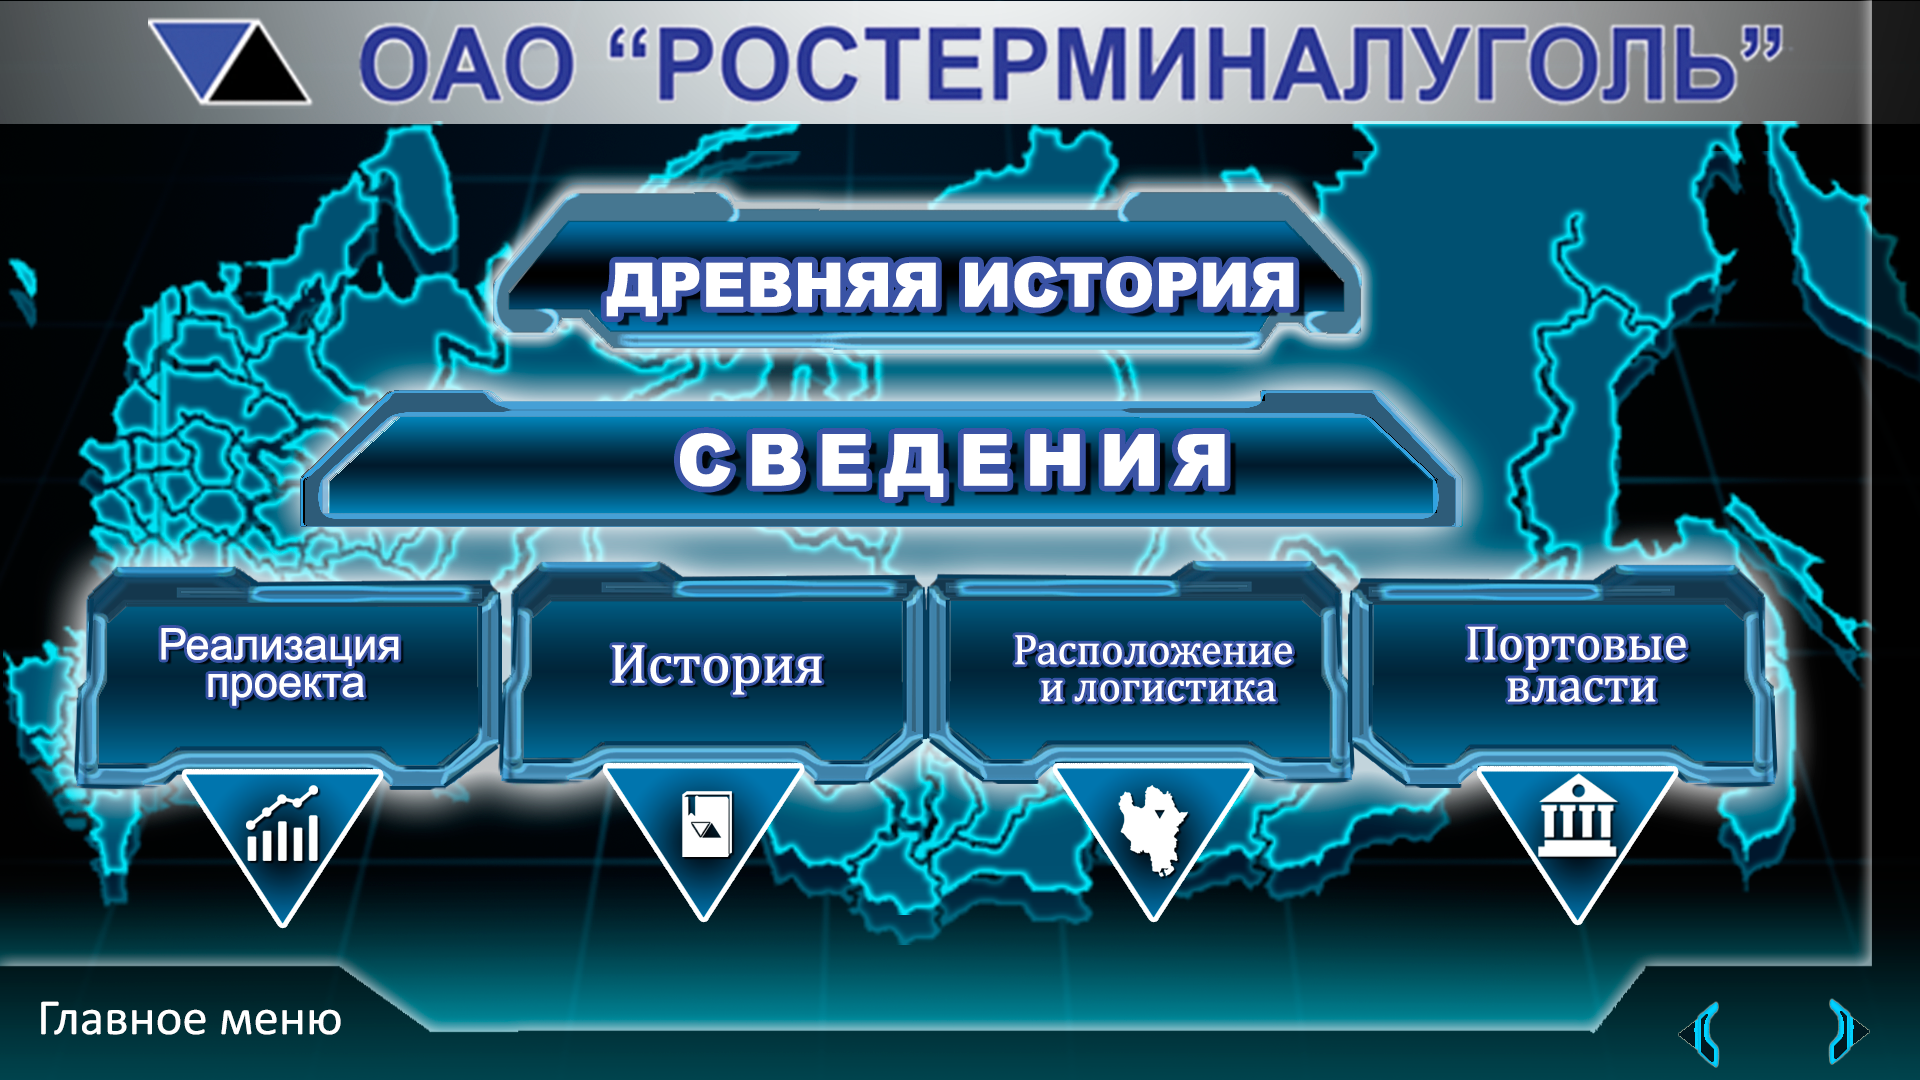 ОАО “РОСТЕРМИНАЛУГОЛЬ”
ДРЕВНЯЯ ИСТОРИЯ
СВЕДЕНИЯ
Реализация
проекта
История
Расположение
и логистика
Портовые
власти
Главное меню